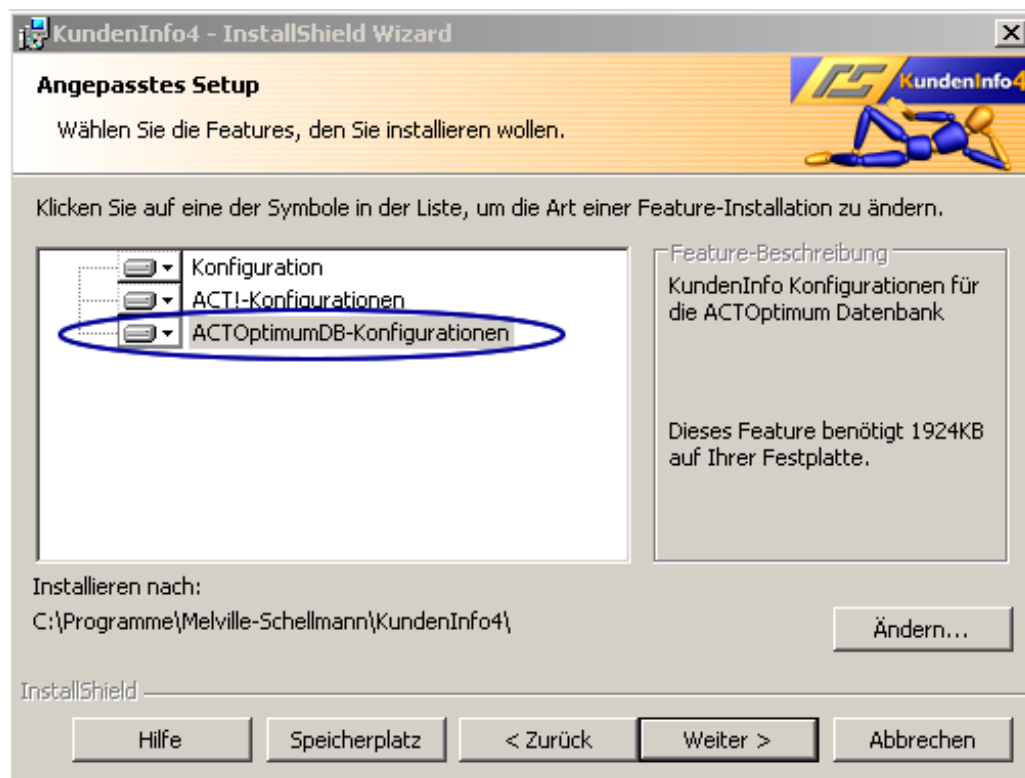 KundenInfo4 - InstallShield Wizard
Angepasstes Setup
KundenInfo4
Wählen Sie die Features, den Sie installieren wollen.
Klicken Sie auf eine der Symbole in der Liste, um die Art einer Feature-Installation zu ändern.
Konfiguration
ACT!-Konfigurationen
ACTOptimumDB-Konfigurationen
Feature-Beschreibung
KundenInfo Konfigurationen für
die ACTOptimum Datenbank
Dieses Feature benötigt 1924KB
auf Ihrer Festplatte.
Installieren nach:
C:\Programme\Melville-Schellmann\KundenInfo4\
Ändern...
InstallShield
Hilfe
Speicherplatz
< Zurück
Weiter >
Abbrechen